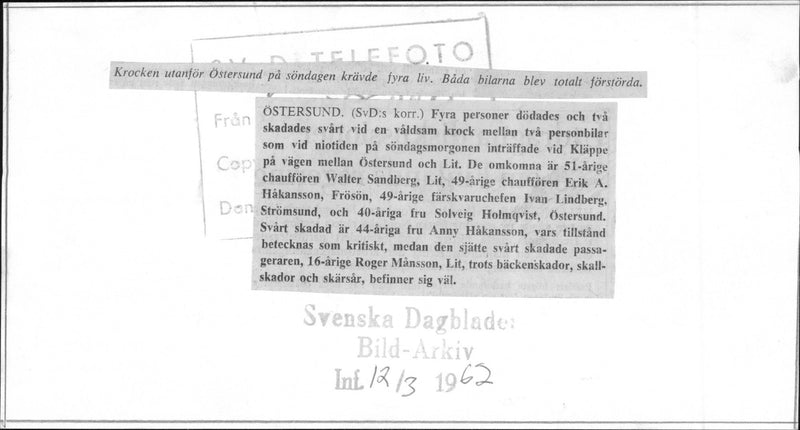 TELEFOTO
Krocken utanför Östersund på söndagen krävde fyra liv. Båda bilarna blev totalt förstörda.
Från
Cop
Den
ÖSTERSUND. (SvD:s korr.) Fyra personer dödades och två
skadades svårt vid en våldsam krock mellan två personbilar
som vid niotiden på söndagsmorgonen inträffade vid Kläppe
på vägen mellan Östersund och Lit. De omkomna är 51-årige
chauffören Walter Sandberg, Lit, 49-årige chauffören Erik A.
Håkansson, Frösön, 49-årige färskvaruchefen Ivan Lindberg,
Strömsund, och 40-åriga fru Solveig Holmqvist, Östersund.
Svårt skadad är 44-åriga fru Anny Håkansson, vars tillstånd
betecknas som kritiskt, medan den sjätte svårt skadade passa-
geraren, 16-årige Roger Månsson, Lit, trots bäckenskador, skall-
skador och skärsår, befinner sig väl.
Svenska Dagblade
Bild-Arkiv
Inf. 12/3 1962